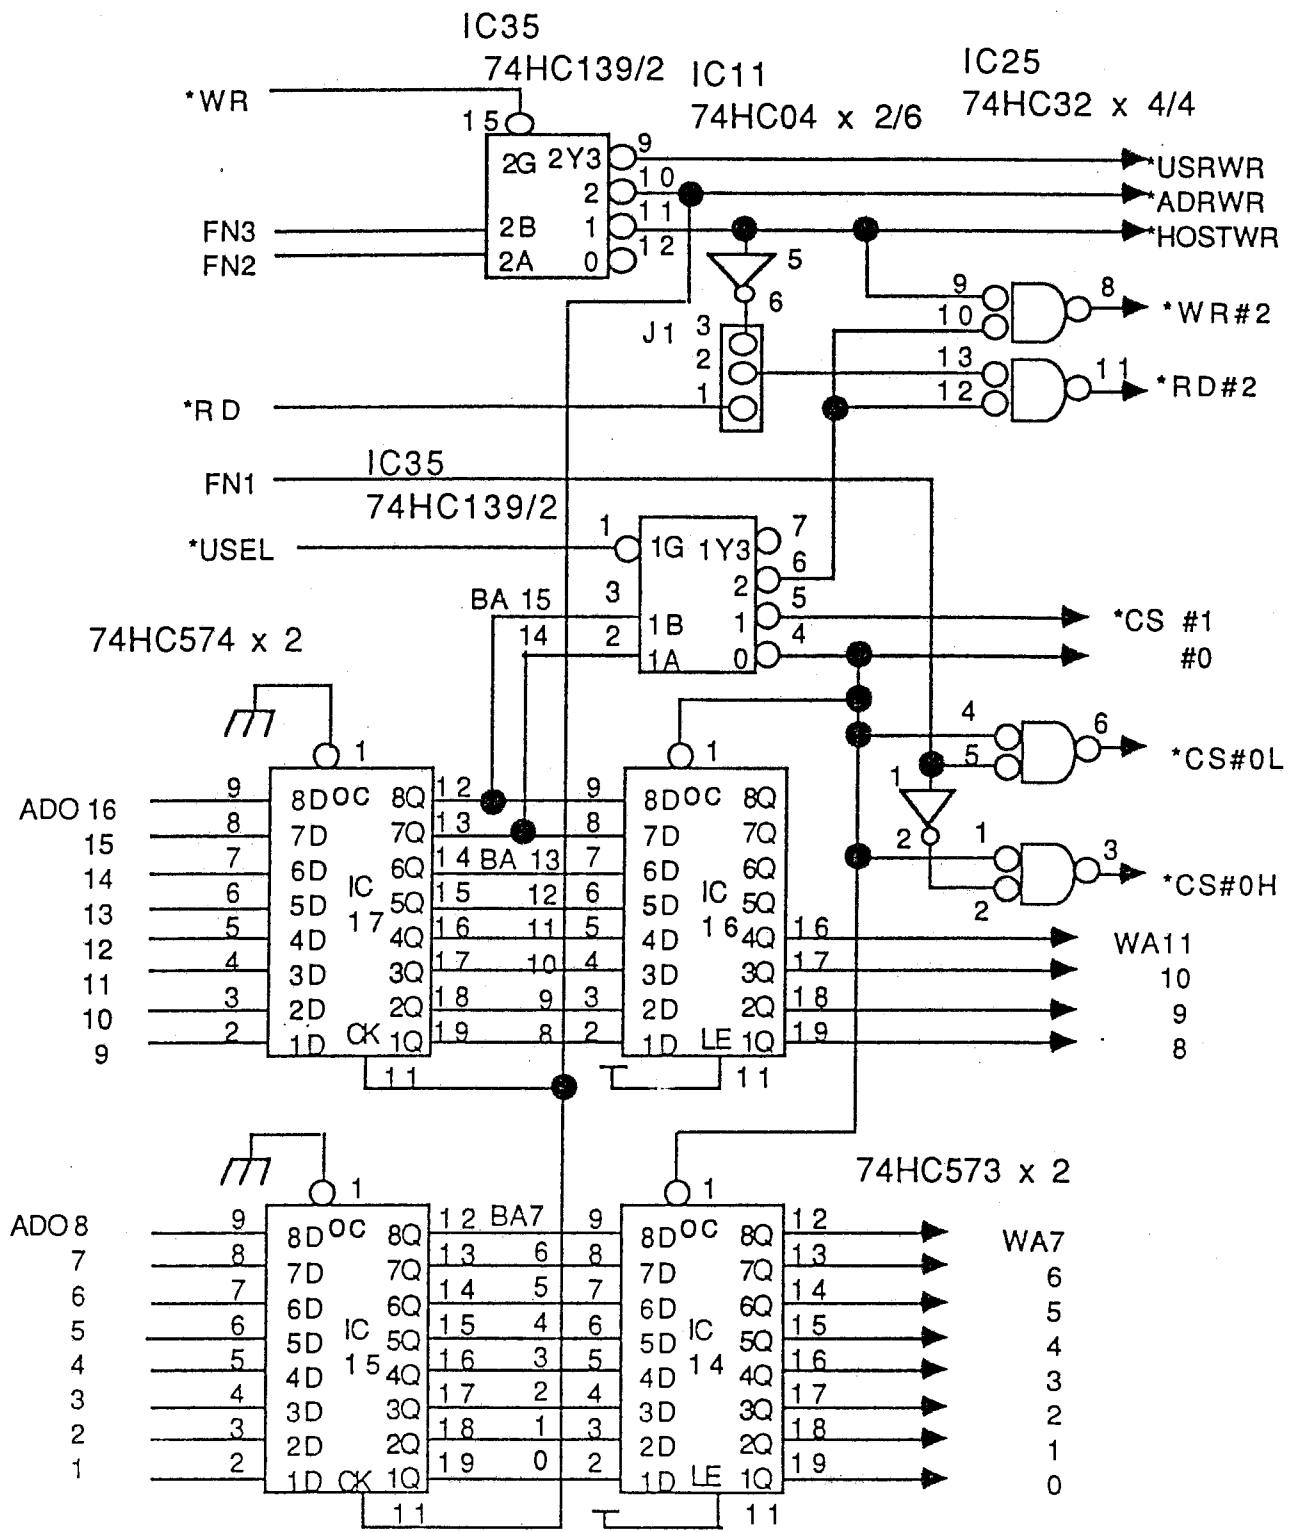 IC35
74HC139/2
IC11
74HC04 x 2/6
IC25
74HC32 x 4/4
*WR
15
2G 2Y3 9
*USRWR
2 10
*ADRWR
FN3 2B 1 11
*HOSTWR
FN2 2A 0 12
5
6
9 8
10
*WR#2
J1 3
2
1
13 11
12
*RD#2
*RD
FN1
IC35
74HC139/2
*USEL 1 1G 1Y3 7
2 6
BA 15 3 1B 1 5
*CS #1
14 2 1A 0 4
#0
74HC574 x 2
4 6
5
*CS#0L
1
2
1 3
2
*CS#0H
1 1
ADO 16 9 8D OC 8Q 12 9 8D OC 8Q
15 8 7D 7Q 13 8 7D 7Q
14 7 6D 6Q 14 BA 13 7 6D 6Q
13 6 5D IC 5Q 15 12 6 5D IC 5Q
12 5 4D 17 4Q 16 11 5 4D 16 4Q 16 WA11
11 4 3D 3Q 17 10 4 3D 3Q 17 10
10 3 2D 2Q 18 9 3 2D 2Q 18 9
9 2 1D CK 1Q 19 8 2 1D LE 1Q 19 8
11 11
74HC573 x 2
1 1
ADO 8 9 8D OC 8Q 12 BA7 9 8D OC 8Q 12 WA7
7 8 7D 7Q 13 6 8 7D 7Q 13 6
6 7 6D 6Q 14 5 7 6D 6Q 14 5
5 6 5D IC 5Q 15 4 6 5D IC 5Q 15 4
4 5 4D 15 4Q 16 3 5 4D 14 4Q 16 3
3 4 3D 3Q 17 2 4 3D 3Q 17 2
2 3 2D 2Q 18 1 3 2D 2Q 18 1
1 2 1D CK 1Q 19 0 2 1D LE 1Q 19 0
11 11